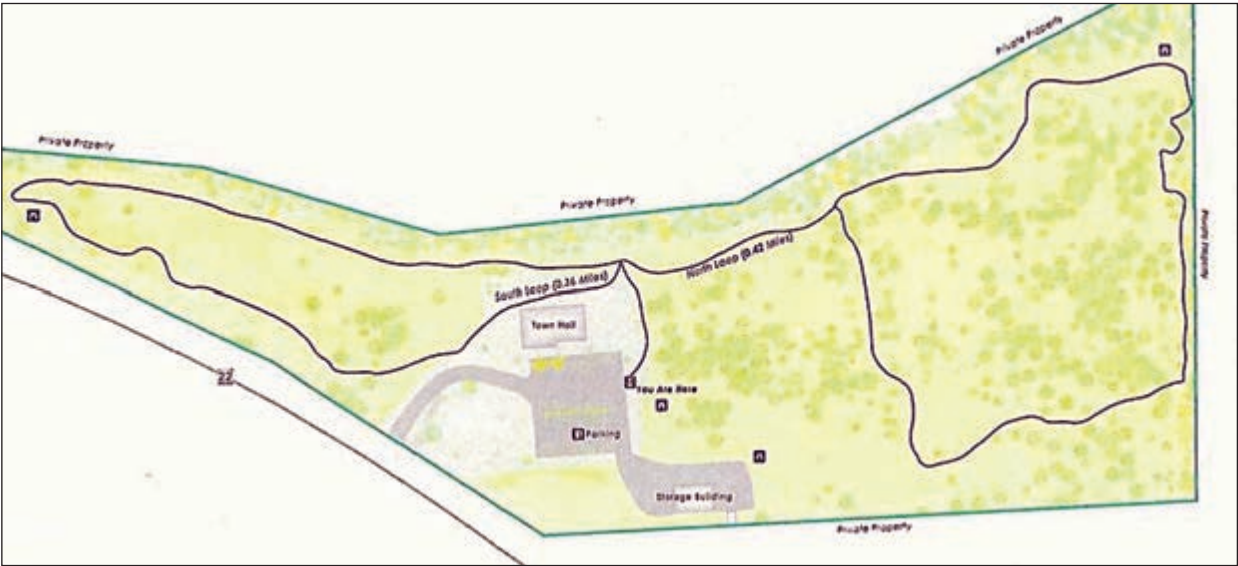 Private Property
Private Property
Private Property
Private Property
North Loop (0.42 Miles)
South Loop (0.36 Miles)
Town Hall
22
You Are Here
Parking
Storage Building
Private Property